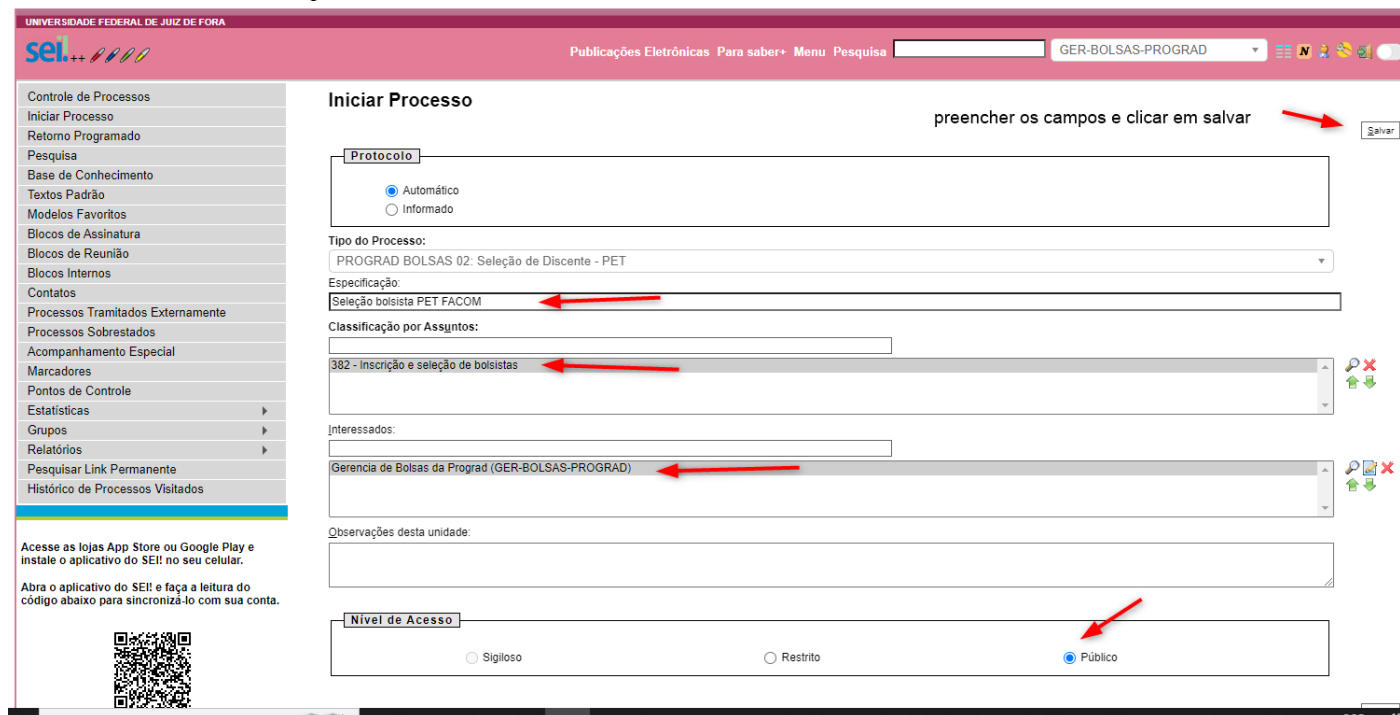 UNIVERSIDADE FEDERAL DE JUIZ DE FORA
sei! ++
Publicações Eletrônicas Para saber+ Menu Pesquisa
GER-BOLSAS-PROGRAD
N
Controle de Processos
Iniciar Processo
Retorno Programado
Pesquisa
Base de Conhecimento
Textos Padrão
Modelos Favoritos
Blocos de Assinatura
Blocos de Reunião
Blocos Internos
Contatos
Processos Tramitados Externamente
Processos Sobrestados
Acompanhamento Especial
Marcadores
Pontos de Controle
Estatísticas
Grupos
Relatórios
Pesquisar Link Permanente
Histórico de Processos Visitados
Acesse as lojas App Store ou Google Play e
instale o aplicativo do SEI! no seu celular.
Abra o aplicativo do SEI! e faça a leitura do
código abaixo para sincronizá-lo com sua conta.
Iniciar Processo
preencher os campos e clicar em salvar
Salvar
Protocolo
Automático
Informado
Tipo do Processo:
PROGRAD BOLSAS 02: Seleção de Discente - PET
Especificação:
Seleção bolsista PET FACOM
Classificação por Assuntos:
382 - Inscrição e seleção de bolsistas
Interessados:
Gerencia de Bolsas da Prograd (GER-BOLSAS-PROGRAD)
Observações desta unidade:
Nível de Acesso
Sigiloso
Restrito
Público